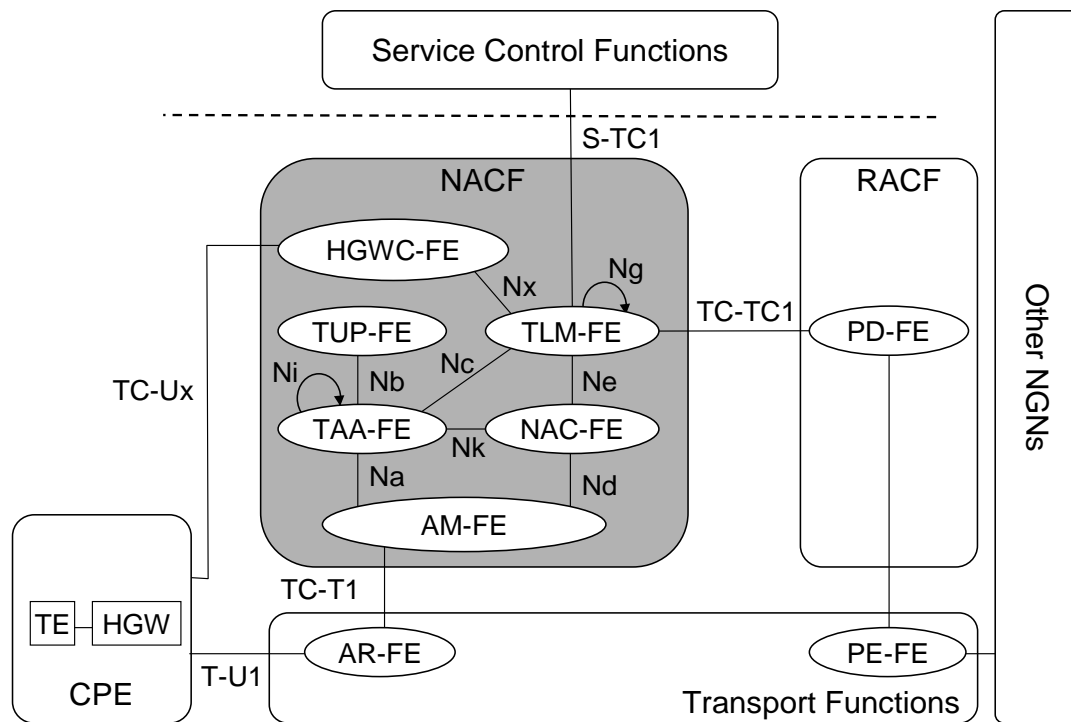 Service Control Functions
S-TC1
NACF
RACF
HGWC-FE
Nx
Ng
TC-TC1
TUP-FE
TLM-FE
PD-FE
Other NGNs
Ni
Nb
Nc
Ne
TC-Ux
TAA-FE
Nk
NAC-FE
Na
Nd
AM-FE
TC-T1
TE
HGW
AR-FE
PE-FE
T-U1
CPE
Transport Functions